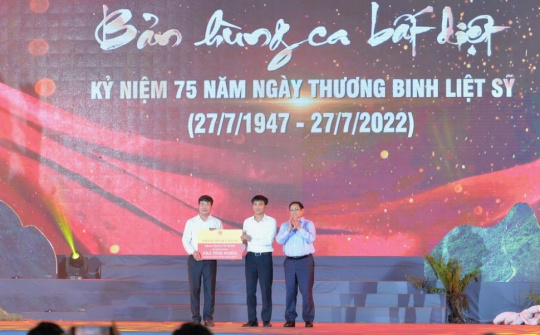 Bản hùng ca bất diệt
KỶ NIỆM 75 NĂM NGÀY THƯƠNG BINH LIỆT SỸ
(27/7/1947 - 27/7/2022)